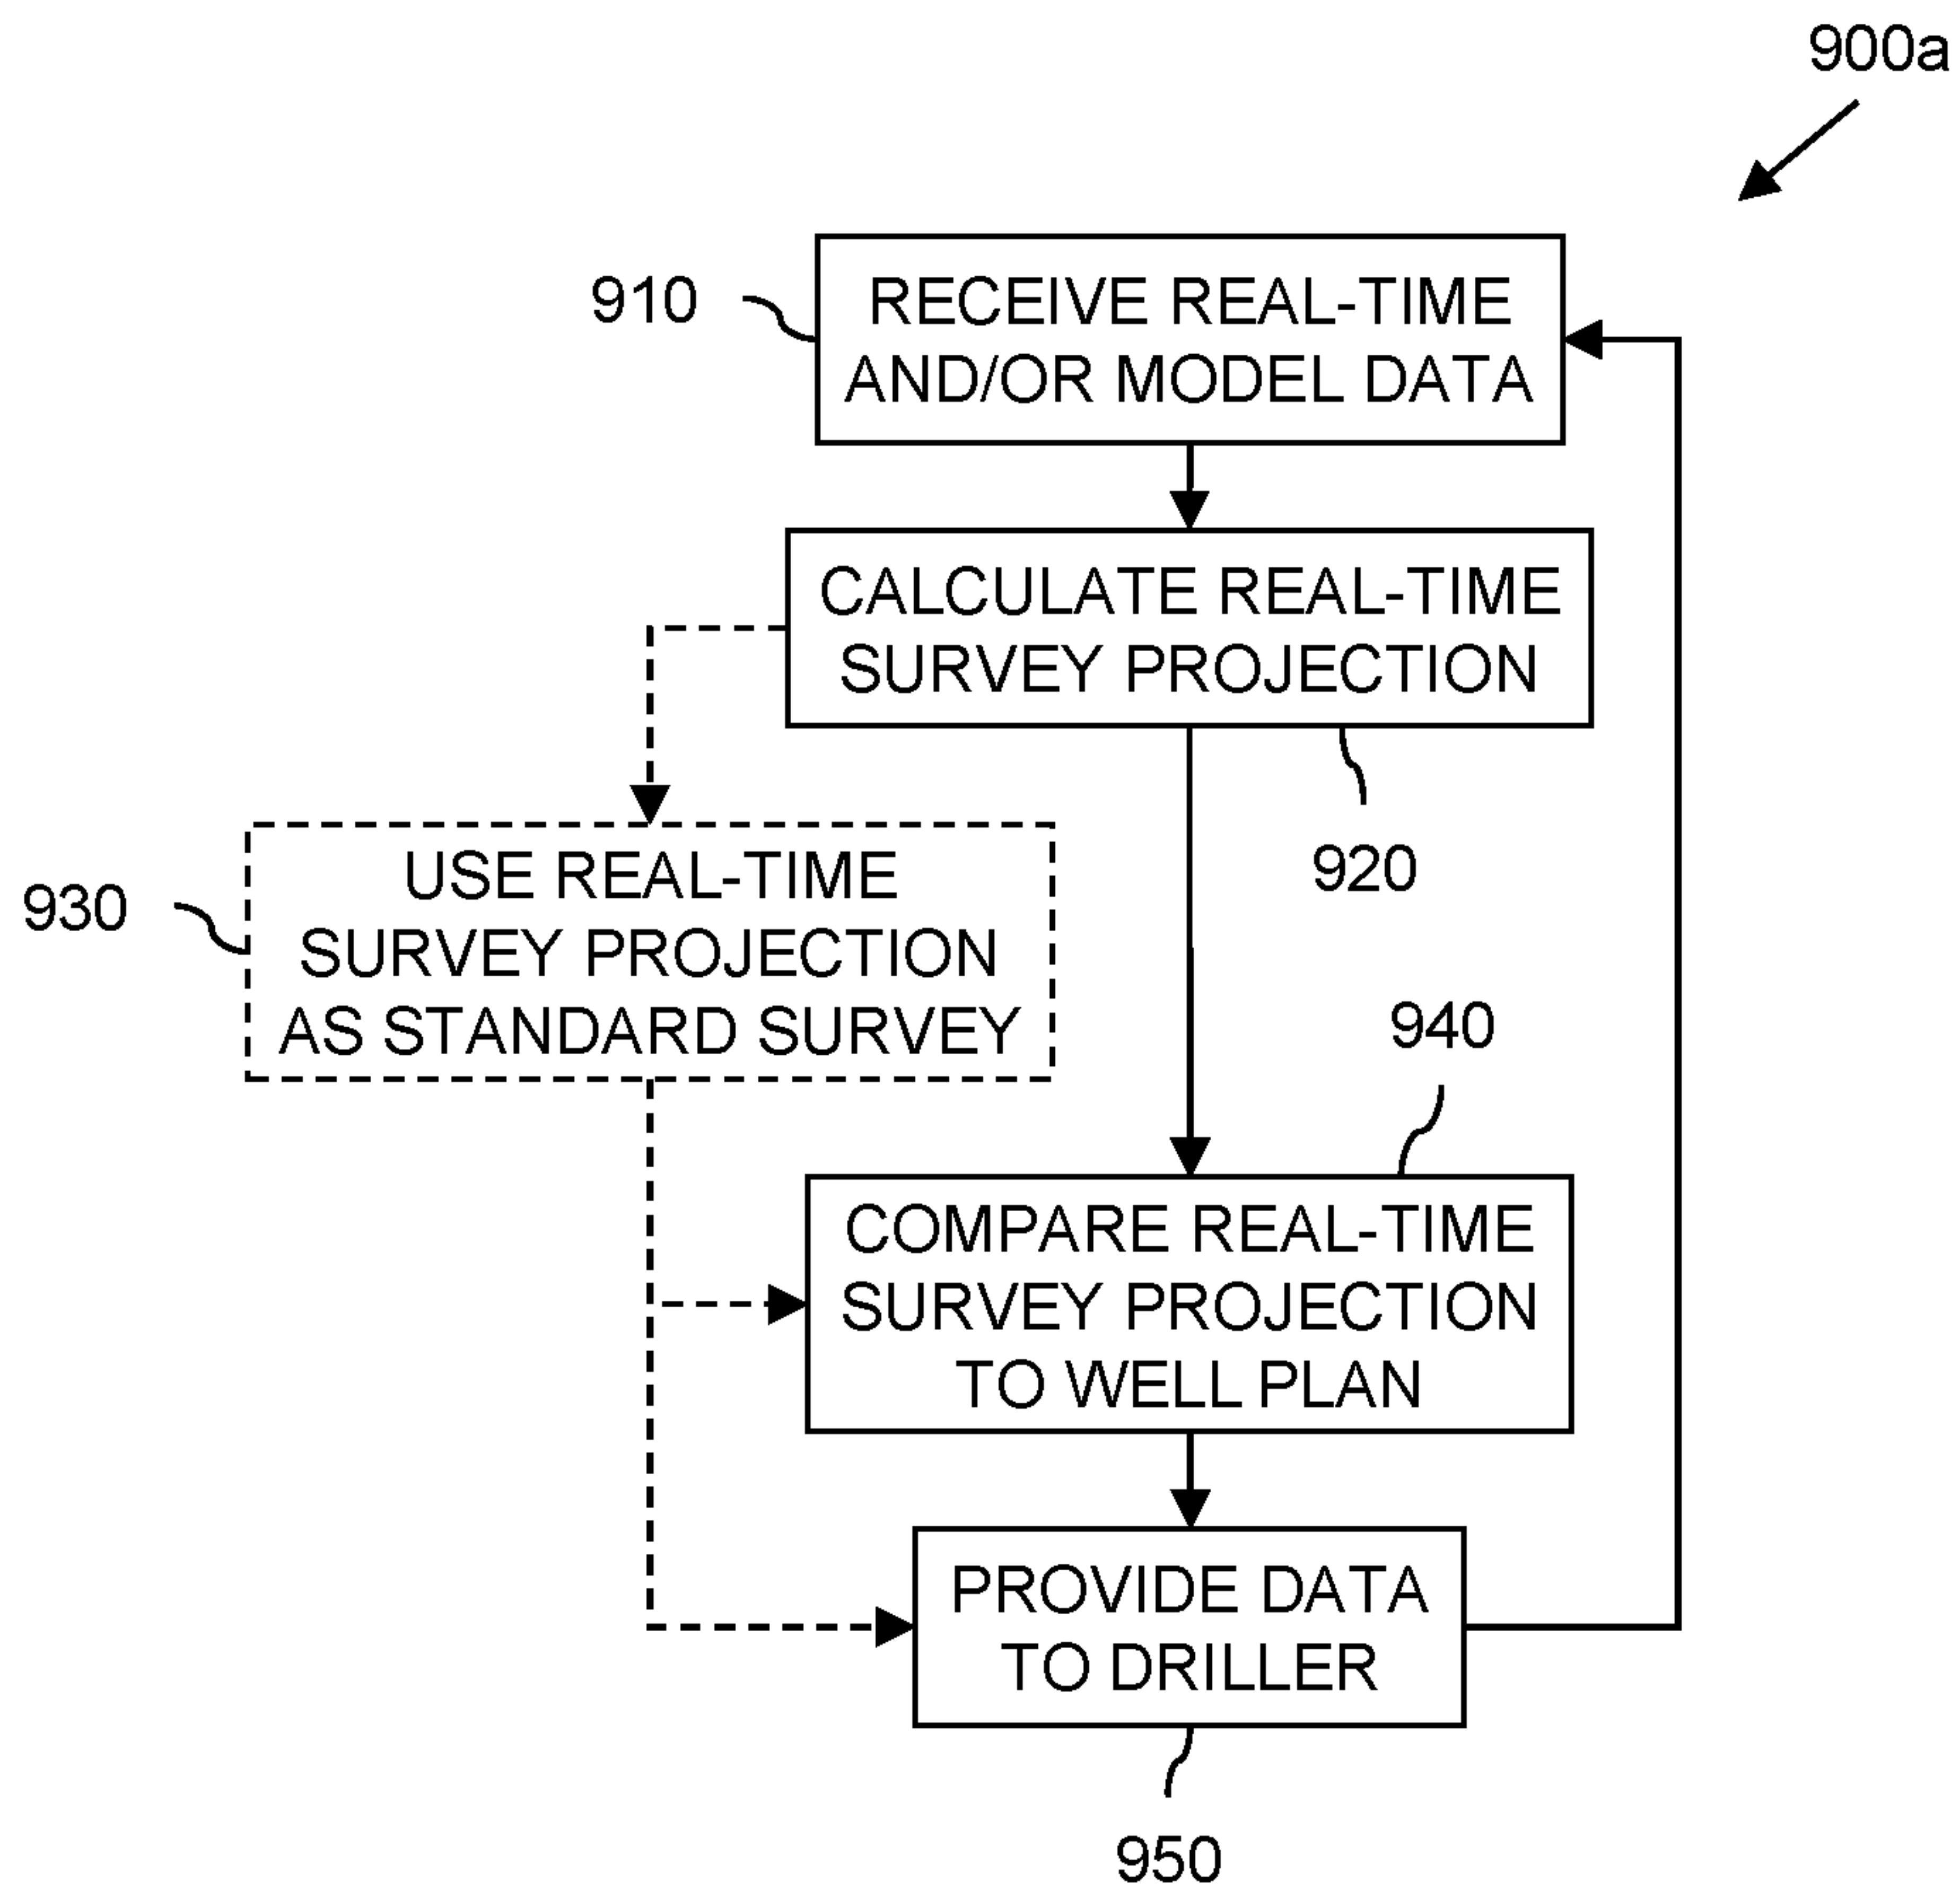 900a
910
RECEIVE REAL-TIME
AND/OR MODEL DATA
CALCULATE REAL-TIME
SURVEY PROJECTION
920
930
USE REAL-TIME
SURVEY PROJECTION
AS STANDARD SURVEY
940
COMPARE REAL-TIME
SURVEY PROJECTION
TO WELL PLAN
PROVIDE DATA
TO DRILLER
950